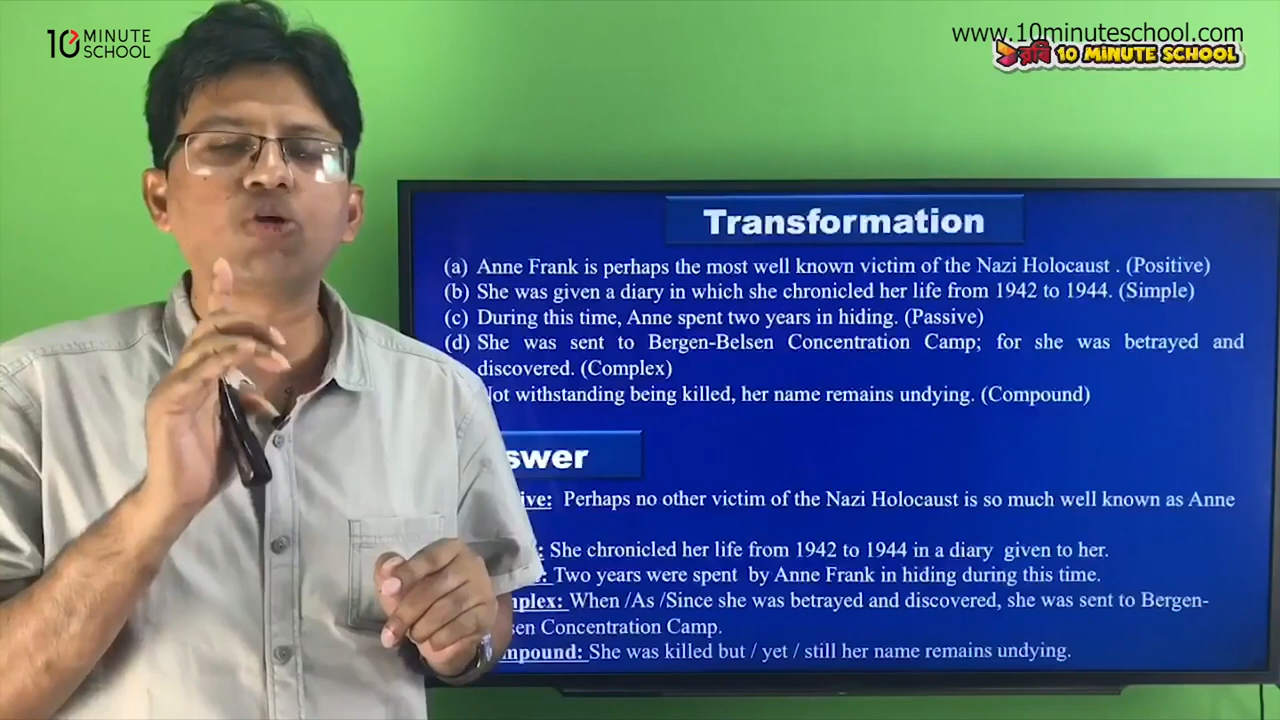 10 MINUTE
SCHOOL
www.10minuteschool.com
রবি 10 MINUTE SCHOOL
Transformation
(a) Anne Frank is perhaps the most well known victim of the Nazi Holocaust . (Positive)
(b) She was given a diary in which she chronicled her life from 1942 to 1944. (Simple)
(c) During this time, Anne spent two years in hiding. (Passive)
(d) She was sent to Bergen-Belsen Concentration Camp; for she was betrayed and
discovered. (Complex)
Not withstanding being killed, her name remains undying. (Compound)
swer
ive: Perhaps no other victim of the Nazi Holocaust is so much well known as Anne
: She chronicled her life from 1942 to 1944 in a diary given to her.
: Two years were spent by Anne Frank in hiding during this time.
mplex: When /As /Since she was betrayed and discovered, she was sent to Bergen-
sen Concentration Camp.
mpound: She was killed but / yet / still her name remains undying.